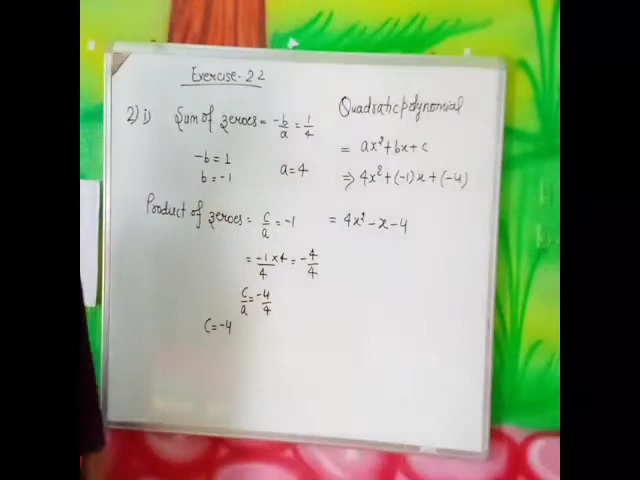 Exercise - 2.2
2) i) Sum of zeroes = -b/a = 1/4
-b = 1
b = -1
a = 4
Product of zeroes = c/a = -1
= -1/4 × 4 = -4/4
c/a = -4/4
c = -4
Quadratic polynomial
= ax² + bx + c
⇒ 4x² + (-1)x + (-4)
= 4x² - x - 4